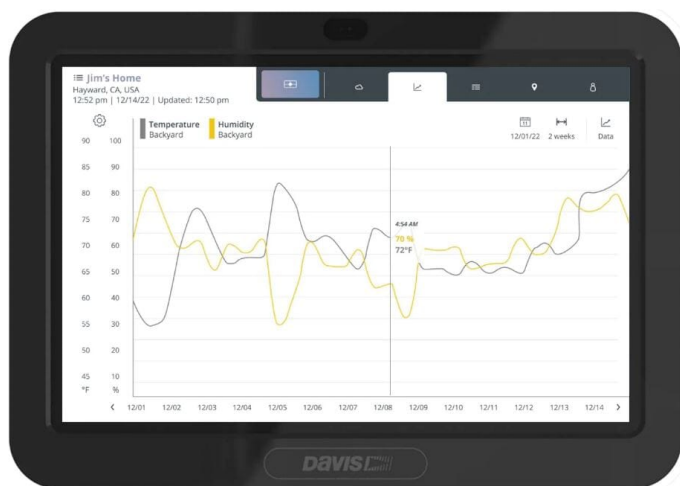 Jim's Home
Hayward, CA, USA
12:52 pm | 12/14/22 | Updated: 12:50 pm
Temperature
Backyard
Humidity
Backyard
11
12/01/22
2 weeks
Data
90 100
85 90
80 80
75 70
70 60
65 50
60 40
55 30
50 20
45 10
°F %
4:54 AM
70 %
72°F
12/01 12/02 12/03 12/04 12/05 12/06 12/07 12/08 12/09 12/10 12/11 12/12 12/13 12/14
DAVIS